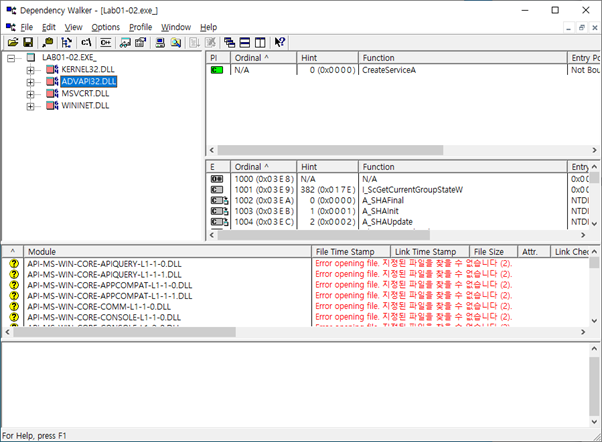 Dependency Walker - [Lab01-02.exe_]
File Edit View Options Profile Window Help
C:\
C++
LAB01-02.EXE_
KERNEL32.DLL
ADVAPI32.DLL
MSVCRT.DLL
WININET.DLL
PI Ordinal ^ Hint Function Entry Po
C N/A 0 (0x0000) CreateServiceA Not Bou
E Ordinal ^ Hint Function Entry
C++ 1000 (0x03E8) N/A N/A 0x00
C 1001 (0x03E9) 382 (0x017E) I_ScGetCurrentGroupStateW 0x00
C 1002 (0x03EA) 0 (0x0000) A_SHAFinal NTDI
C 1003 (0x03EB) 1 (0x0001) A_SHAInit NTDI
C 1004 (0x03EC) 2 (0x0002) A_SHAUpdate NTDI
^ Module File Time Stamp Link Time Stamp File Size Attr. Link Chec
? API-MS-WIN-CORE-APIQUERY-L1-1-0.DLL Error opening file. 지정된 파일을 찾을 수 없습니다 (2).
? API-MS-WIN-CORE-APIQUERY-L1-1-1.DLL Error opening file. 지정된 파일을 찾을 수 없습니다 (2).
? API-MS-WIN-CORE-APPCOMPAT-L1-1-0.DLL Error opening file. 지정된 파일을 찾을 수 없습니다 (2).
? API-MS-WIN-CORE-APPCOMPAT-L1-1-1.DLL Error opening file. 지정된 파일을 찾을 수 없습니다 (2).
? API-MS-WIN-CORE-COMM-L1-1-0.DLL Error opening file. 지정된 파일을 찾을 수 없습니다 (2).
? API-MS-WIN-CORE-CONSOLE-L1-1-0.DLL Error opening file. 지정된 파일을 찾을 수 없습니다 (2).
For Help, press F1